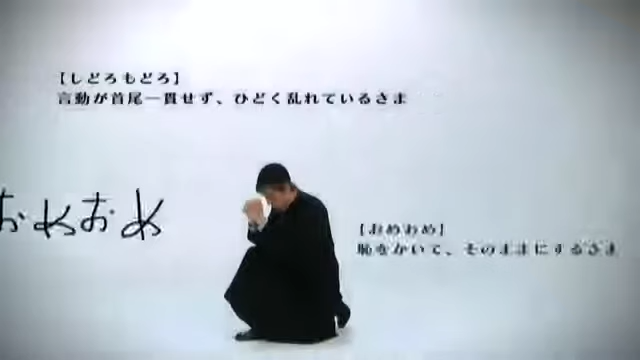 【しどろもどろ】
言動が首尾一貫せず、ひどく乱れているさま
おめおめ
【おめおめ】
恥をかいて、そのままにするさま